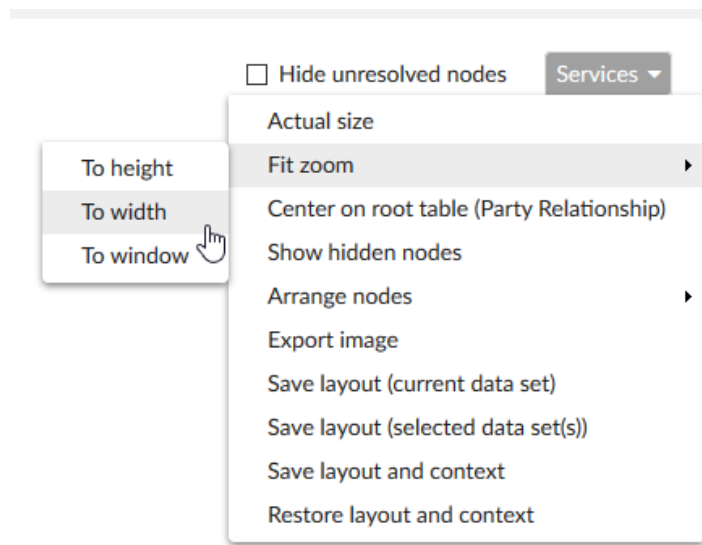 Hide unresolved nodes
Services
Actual size
Fit zoom
To height
To width
To window
Center on root table (Party Relationship)
Show hidden nodes
Arrange nodes
Export image
Save layout (current data set)
Save layout (selected data set(s))
Save layout and context
Restore layout and context